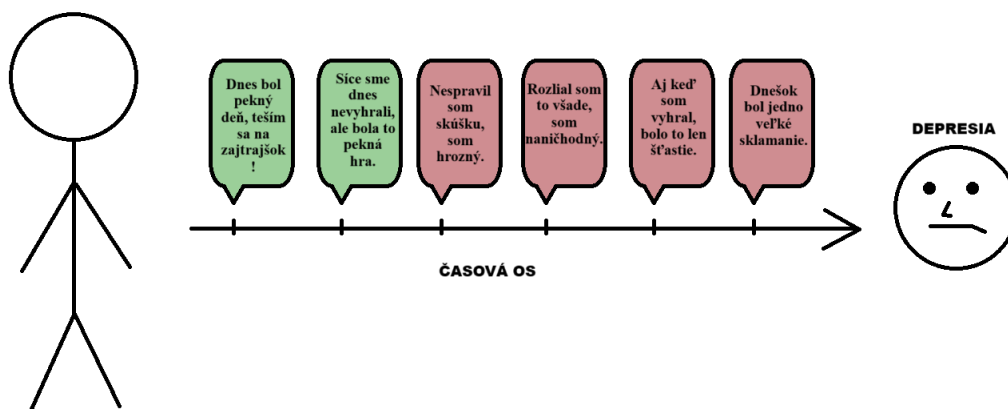 Dnes bol
pekný
deň, teším
sa na
zajtrajšok
!
Síce sme
dnes
nevyhrali,
ale bola to
pekná
hra.
Nespravil
som
skúšku,
som
hrozný.
Rozlial som
to všade,
som
naničhodný.
Aj keď
som
vyhral,
bolo to len
šťastie.
Dnešok
bol jedno
veľké
sklamanie.
DEPRESIA
ČASOVÁ OS